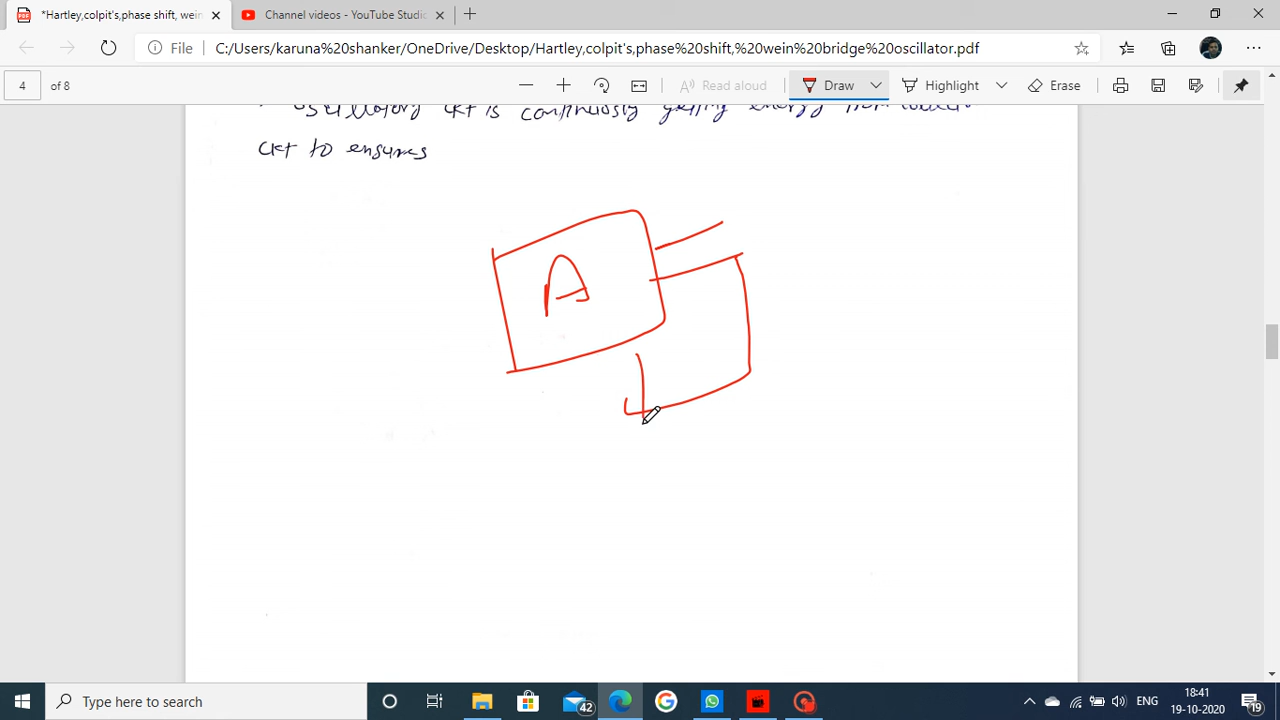 *Hartley,colpit's,phase shift, wein
Channel videos - YouTube Studio
File
C:/Users/karuna%20shanker/OneDrive/Desktop/Hartley,colpit's,phase%20shift,%20wein%20bridge%20oscillator.pdf
4 of 8
Read aloud
Draw
Highlight
Erase
oscillatory ckt is continuously getting energy from
ckt to ensures
A
Type here to search
42
ENG
18:41
19-10-2020
19